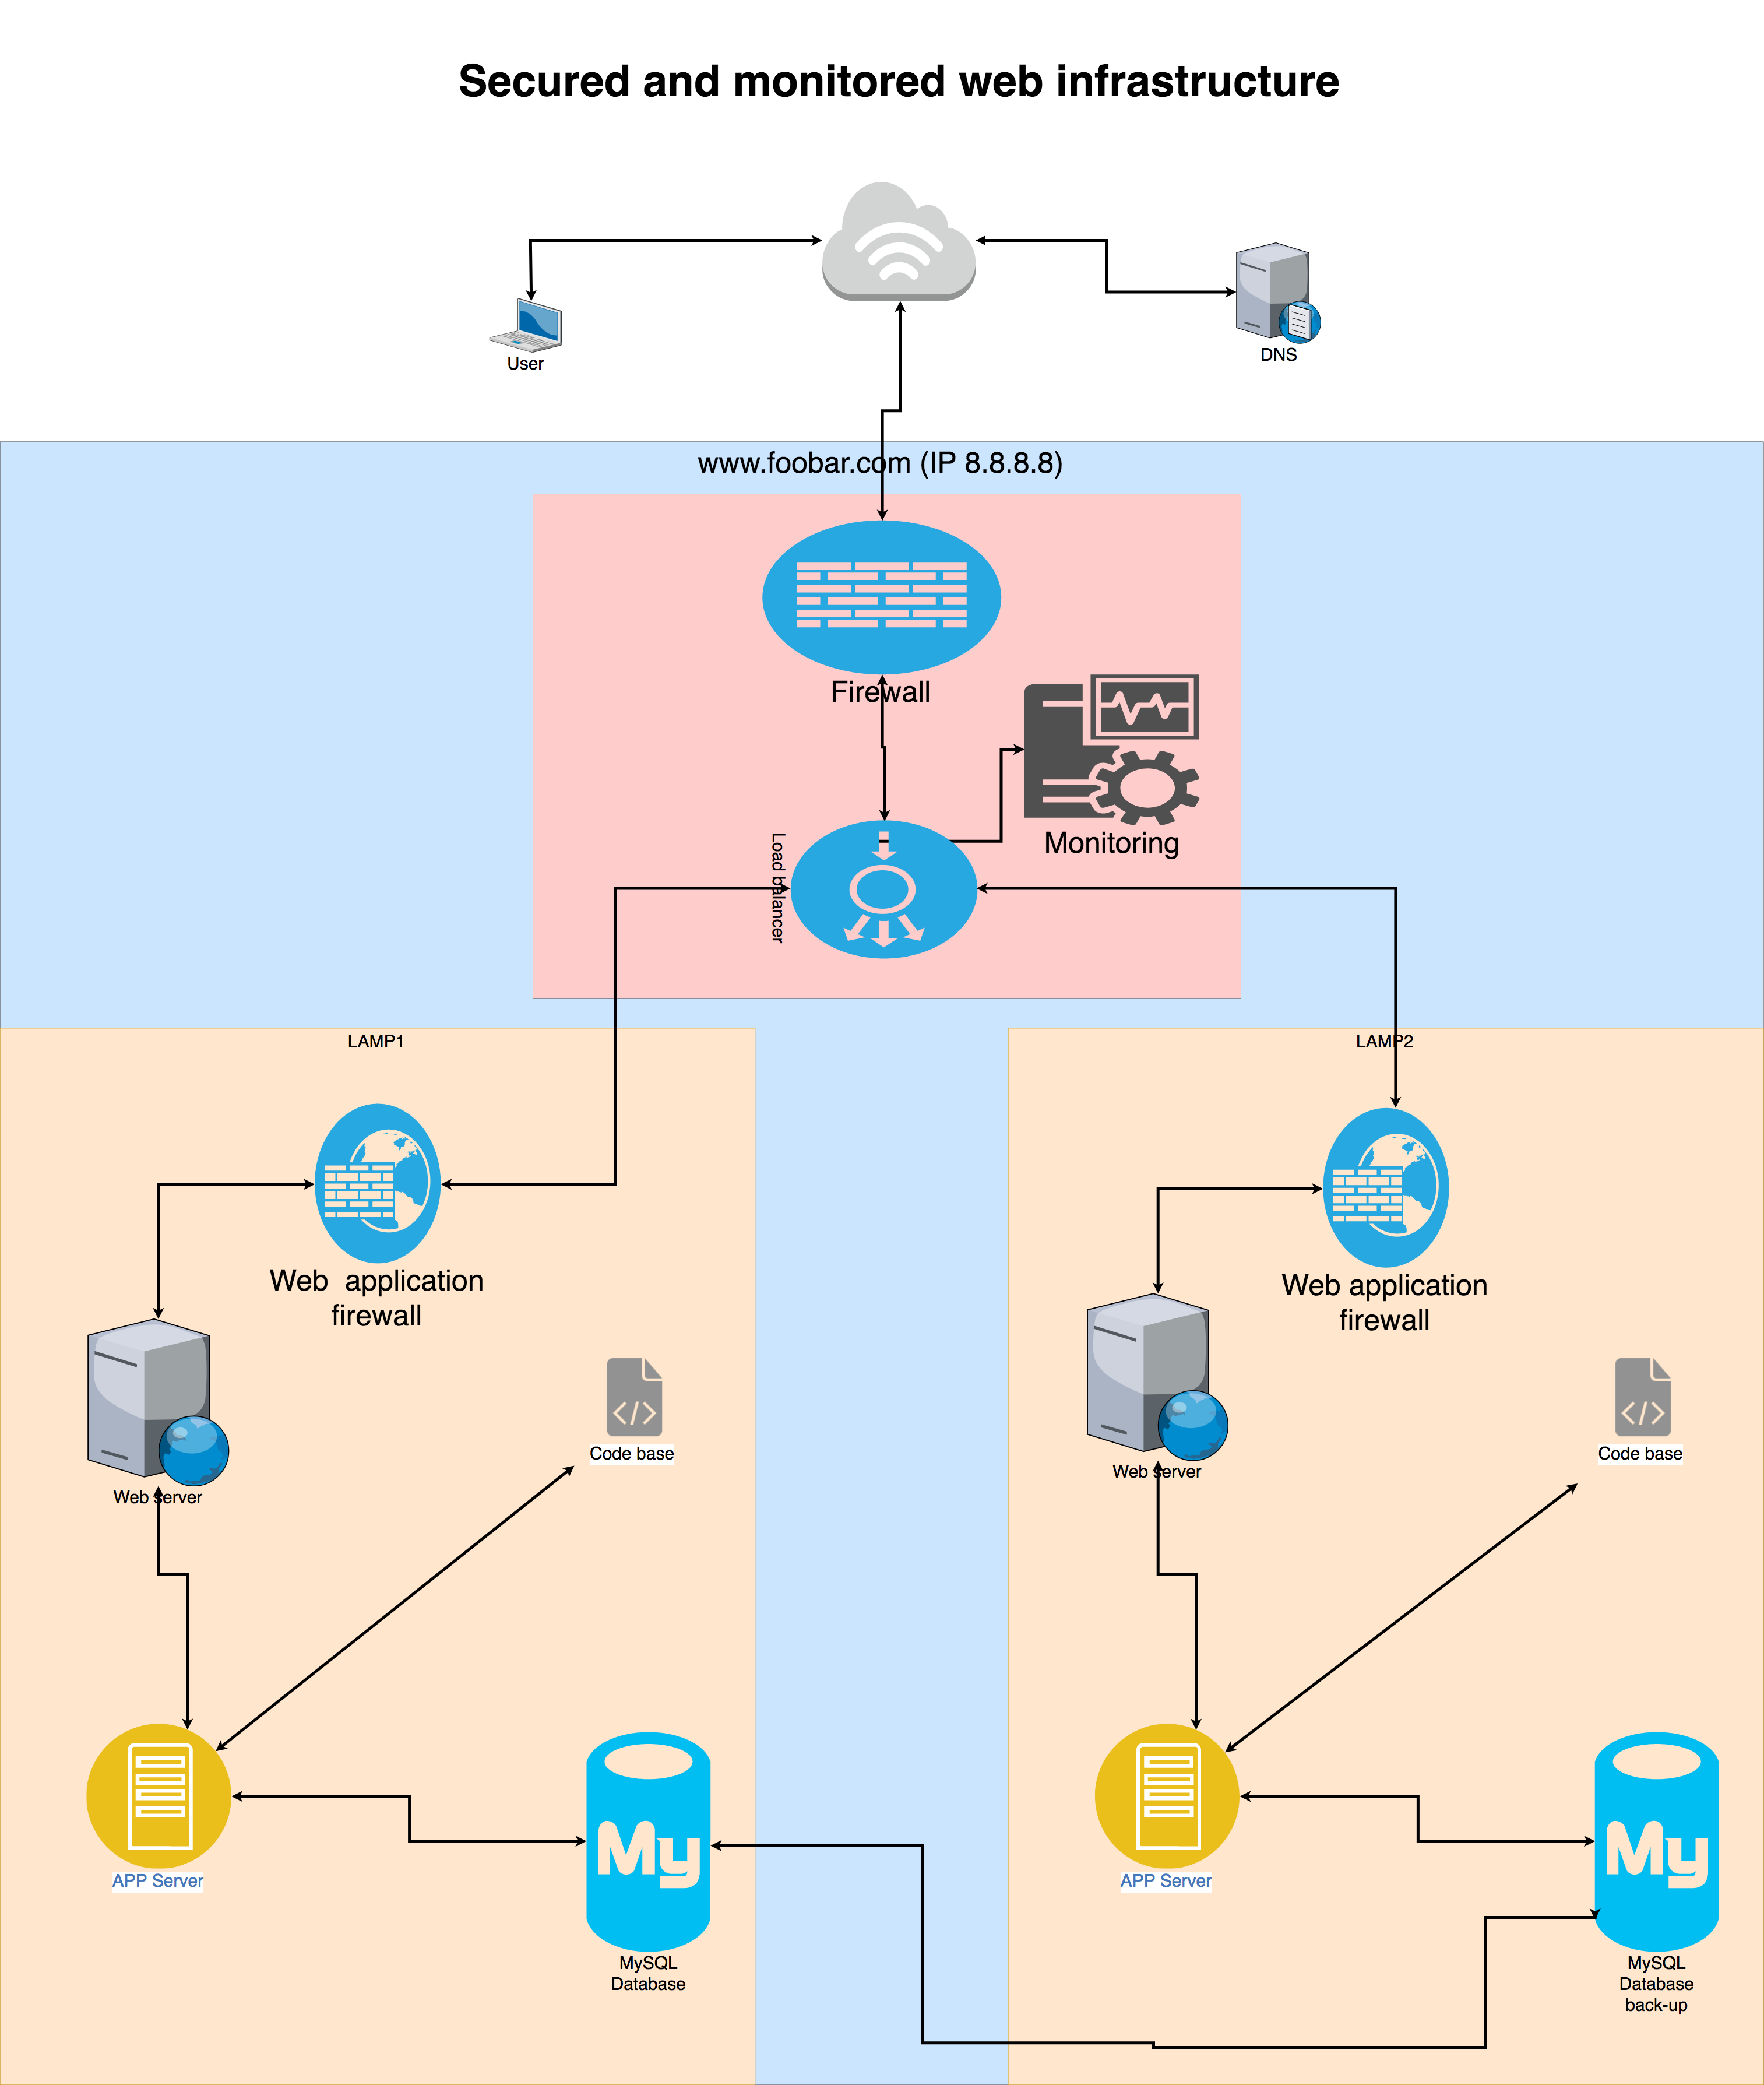 Secured and monitored web infrastructure
User
DNS
www.foobar.com (IP 8.8.8.8)
Firewall
Monitoring
Load balancer
LAMP1
LAMP2
Web  application
firewall
Web application
firewall
Code base
Code base
Web server
Web server
APP Server
APP Server
My
My
MySQL
Database
MySQL
Database
back-up